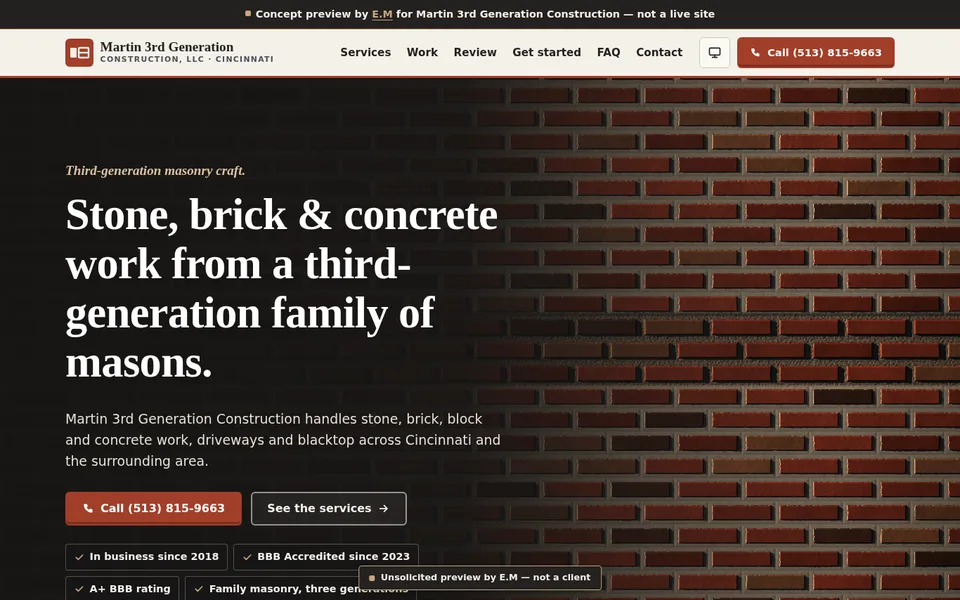 Concept preview by E.M for Martin 3rd Generation Construction — not a live site
Martin 3rd Generation
CONSTRUCTION, LLC · CINCINNATI
Services Work Review Get started FAQ Contact
Call (513) 815-9663
Third-generation masonry craft.
Stone, brick & concrete
work from a third-
generation family of
masons.
Martin 3rd Generation Construction handles stone, brick, block
and concrete work, driveways and blacktop across Cincinnati and
the surrounding area.
Call (513) 815-9663
See the services →
✓ In business since 2018
✓ BBB Accredited since 2023
✓ A+ BBB rating
✓ Family masonry, three generations
Unsolicited preview by E.M — not a client